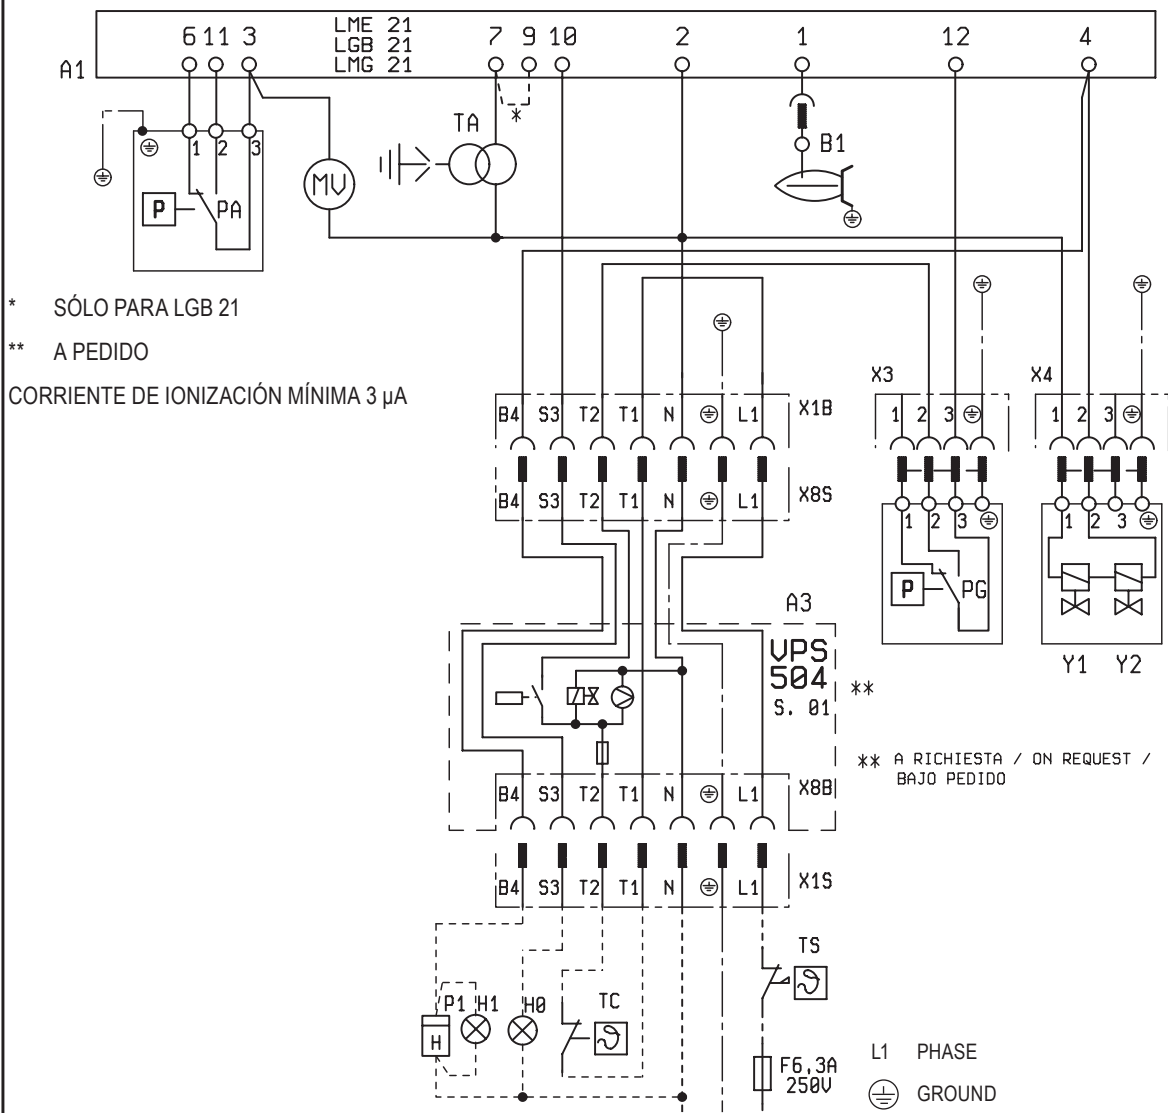 LME 21
6 11 3 LGB 21 7 9 10 2 1 12 4
A1 LMG 21
TA *
B1
1 2 3
MV
P PA
* SÓLO PARA LGB 21
** A PEDIDO
CORRIENTE DE IONIZACIÓN MÍNIMA 3 µA
X3 X4
B4 S3 T2 T1 N L1 X1B
1 2 3 1 2 3
B4 S3 T2 T1 N L1 X8S
1 2 3 1 2 3
P PG
A3
VPS
504 **
S. 01
Y1 Y2
** A RICHIESTA / ON REQUEST /
BAJO PEDIDO
B4 S3 T2 T1 N L1 X8B
B4 S3 T2 T1 N L1 X1S
TS
ϑ
P1 H1 H0 TC
H ϑ
F6,3A
250V
L1 PHASE
GROUND